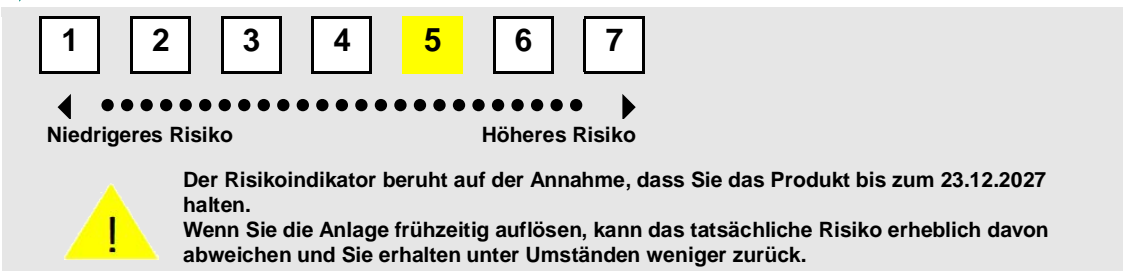 1 2 3 4 5 6 7
Niedrigeres Risiko Höheres Risiko
Der Risikoindikator beruht auf der Annahme, dass Sie das Produkt bis zum 23.12.2027
halten.
! Wenn Sie die Anlage frühzeitig auflösen, kann das tatsächliche Risiko erheblich davon
abweichen und Sie erhalten unter Umständen weniger zurück.